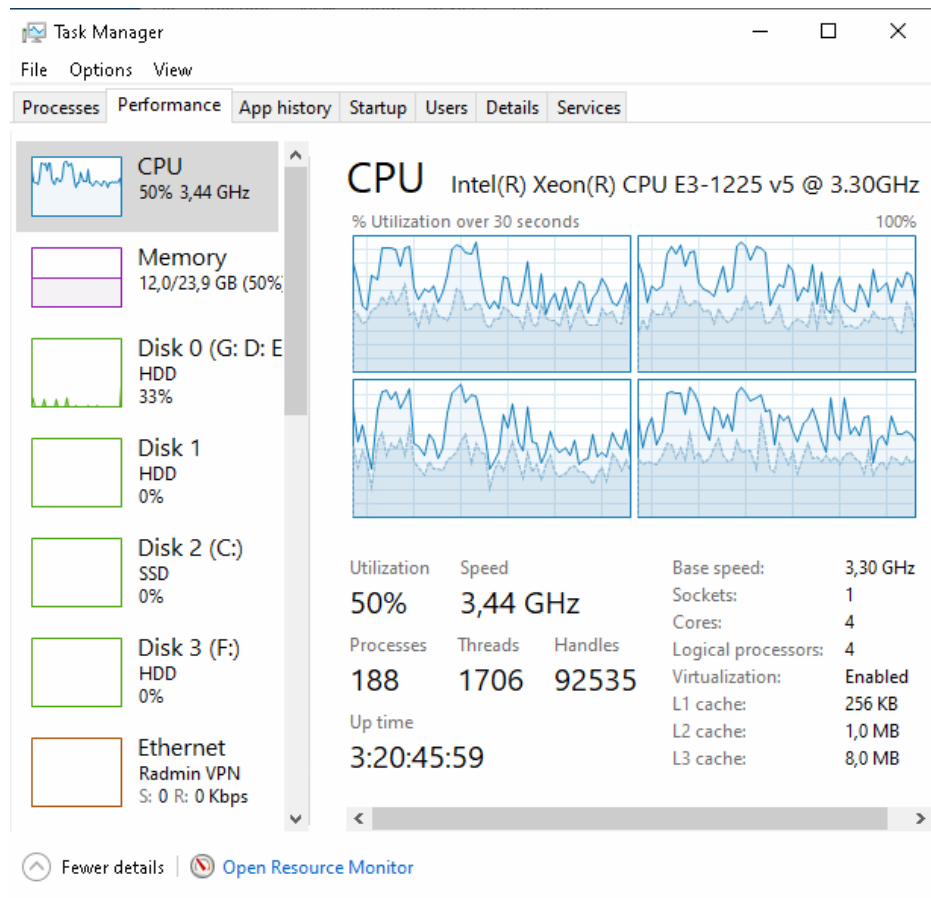 Task Manager
File Options View
Processes Performance App history Startup Users Details Services
CPU
50% 3,44 GHz
Memory
12,0/23,9 GB (50%
Disk 0 (G: D: E
HDD
33%
Disk 1
HDD
0%
Disk 2 (C:)
SSD
0%
Disk 3 (F:)
HDD
0%
Ethernet
Radmin VPN
S: 0 R: 0 Kbps
CPU Intel(R) Xeon(R) CPU E3-1225 v5 @ 3.30GHz
% Utilization over 30 seconds 100%
Utilization Speed
50% 3,44 GHz
Processes Threads Handles
188 1706 92535
Up time
3:20:45:59
Base speed: 3,30 GHz
Sockets: 1
Cores: 4
Logical processors: 4
Virtualization: Enabled
L1 cache: 256 KB
L2 cache: 1,0 MB
L3 cache: 8,0 MB
Fewer details Open Resource Monitor